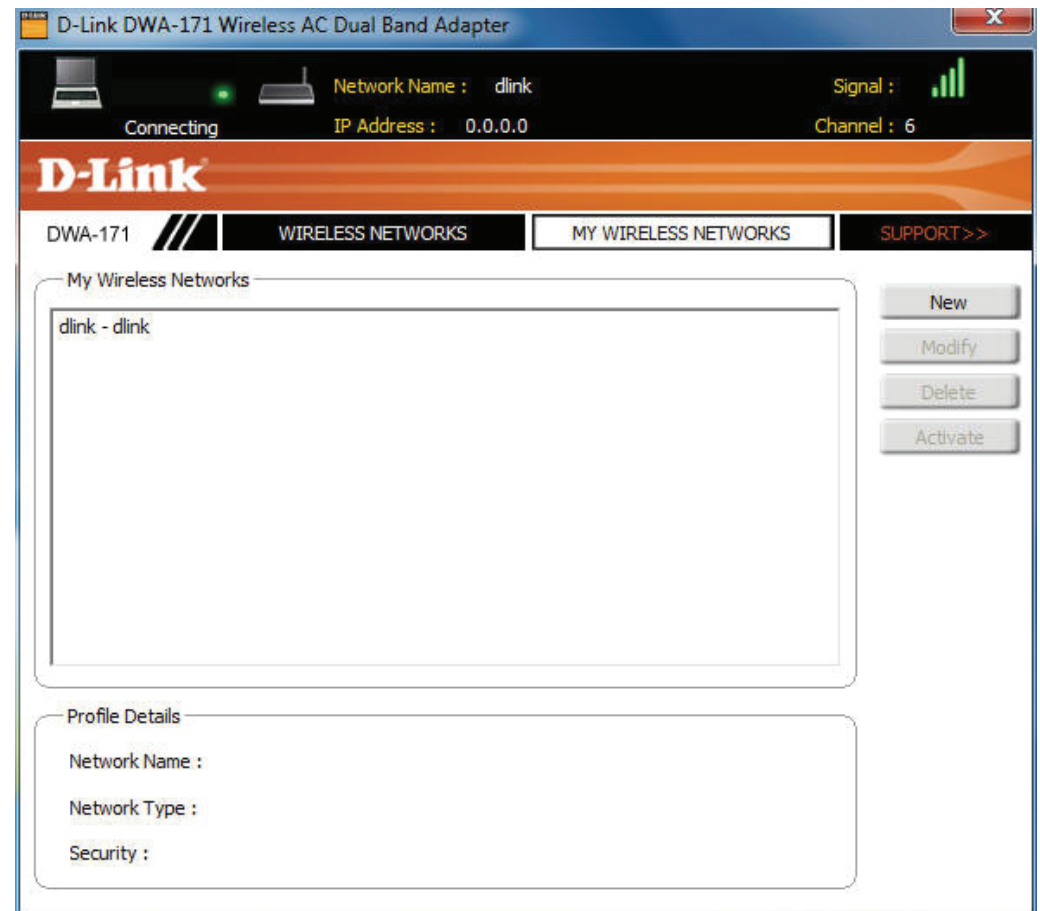 D-Link DWA-171 Wireless AC Dual Band Adapter
Network Name : dlink Signal :
Connecting IP Address : 0.0.0.0 Channel : 6
D-Link
DWA-171 WIRELESS NETWORKS MY WIRELESS NETWORKS SUPPORT>>
My Wireless Networks
dlink - dlink
New
Modify
Delete
Activate
Profile Details
Network Name :
Network Type :
Security :